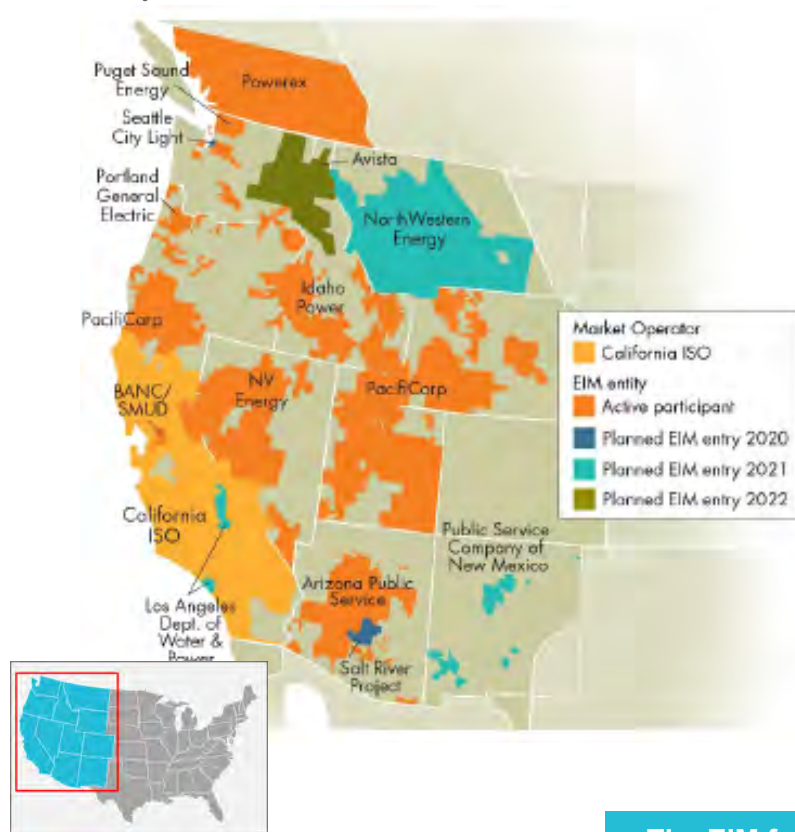 Powerex
Puget Sound
Energy
Seattle
City Light
Avista
Portland
General
Electric
NorthWestern
Energy
Idaho
Power
PacifiCorp
Market Operator
California ISO
EIM entity
Active participant
Planned EIM entry 2020
Planned EIM entry 2021
Planned EIM entry 2022
BANC/
SMUD
NV
Energy
PacifiCorp
California
ISO
Public Service
Company of
New Mexico
Arizona Public
Service
Los Angeles
Dept. of
Water &
Power
Salt River
Project
The EIM f